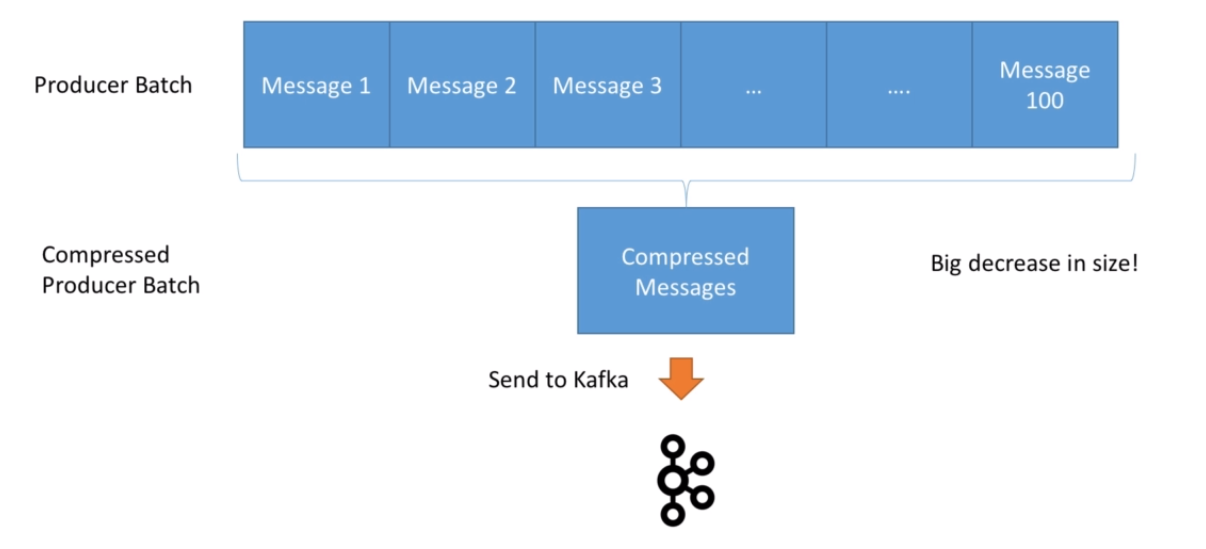 Producer Batch
Message 1
Message 2
Message 3
...
....
Message
100
Compressed
Producer Batch
Compressed
Messages
Big decrease in size!
Send to Kafka